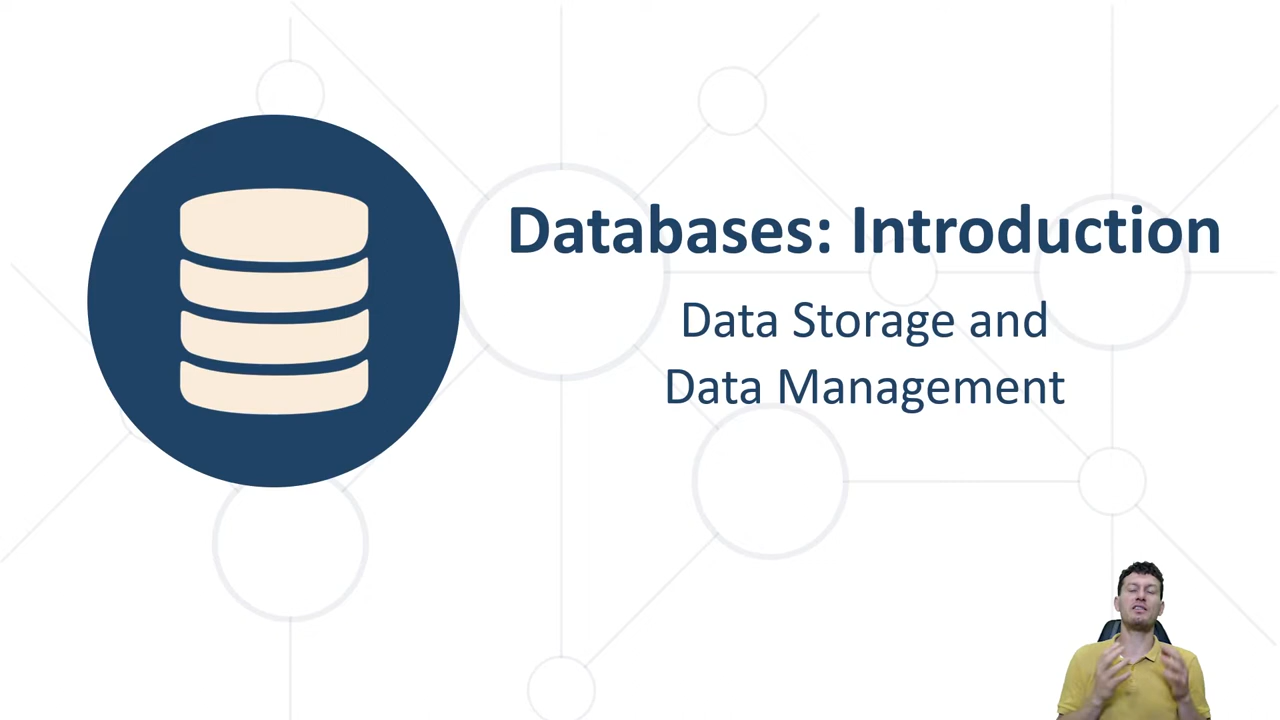 Databases: Introduction
Data Storage and
Data Management